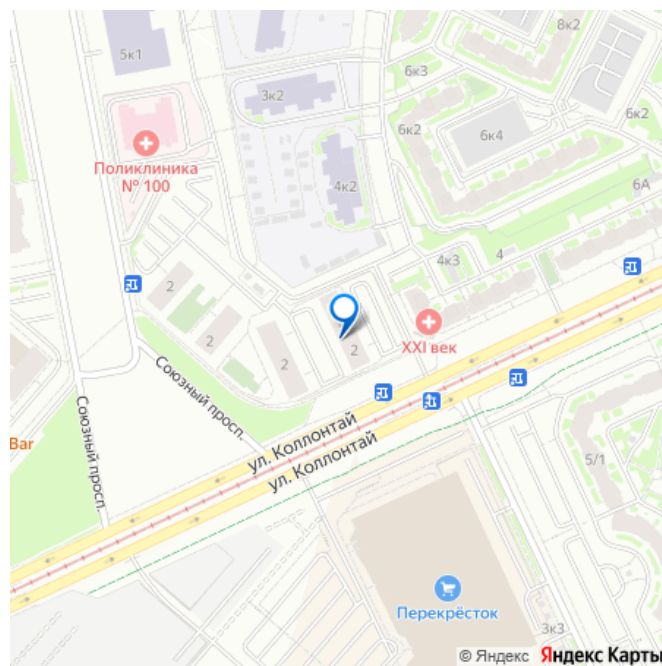 8к2
5к1
6к3
3к2
6к2
6к4
6к2
Поликлиника
№ 100
4к2
6А
4
4к3
2
2
2
2
XXI век
Союзный просп.
Союзный просп.
Bar
ул. Коллонтай
ул. Коллонтай
5/1
Перекрёсток
3к3
© Яндекс Яндекс Карты